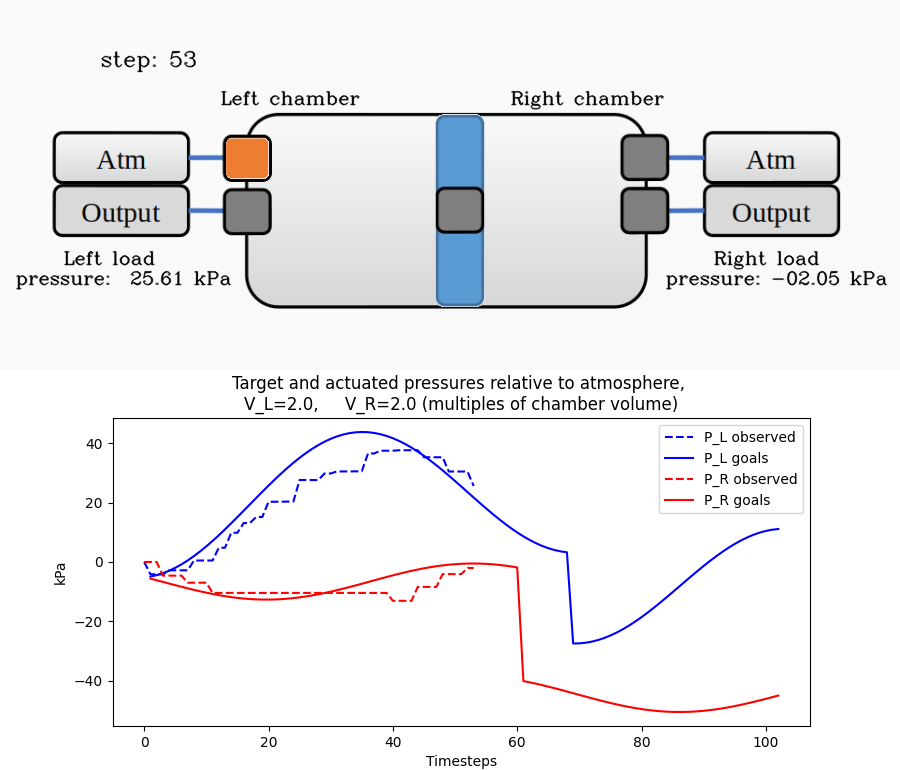 step: 53
Left chamber
Right chamber
Atm
Atm
Output
Output
Left load
pressure: 25.61 kPa
Right load
pressure: -02.05 kPa
Target and actuated pressures relative to atmosphere,
V_L=2.0, V_R=2.0 (multiples of chamber volume)
P_L observed
P_L goals
P_R observed
P_R goals
40
20
0
−20
−40
kPa
0 20 40 60 80 100
Timesteps